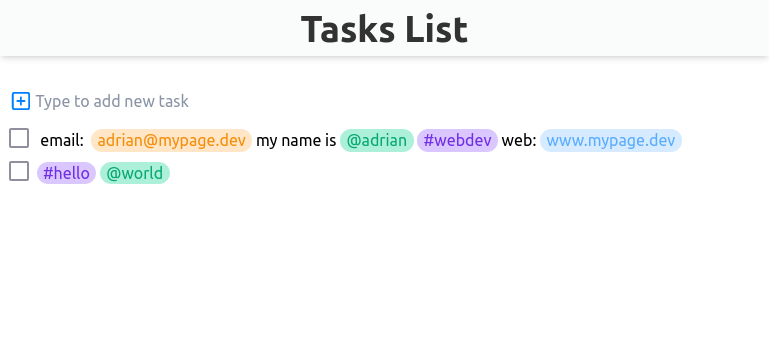 Tasks List
Type to add new task
email: adrian@mypage.dev my name is @adrian #webdev web: www.mypage.dev
#hello @world